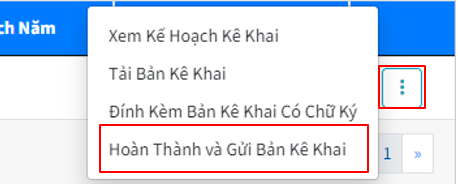 ch Năm
Xem Kế Hoạch Kê Khai
Tải Bản Kê Khai
Đính Kèm Bản Kê Khai Có Chữ Ký
Hoàn Thành và Gửi Bản Kê Khai
1 »